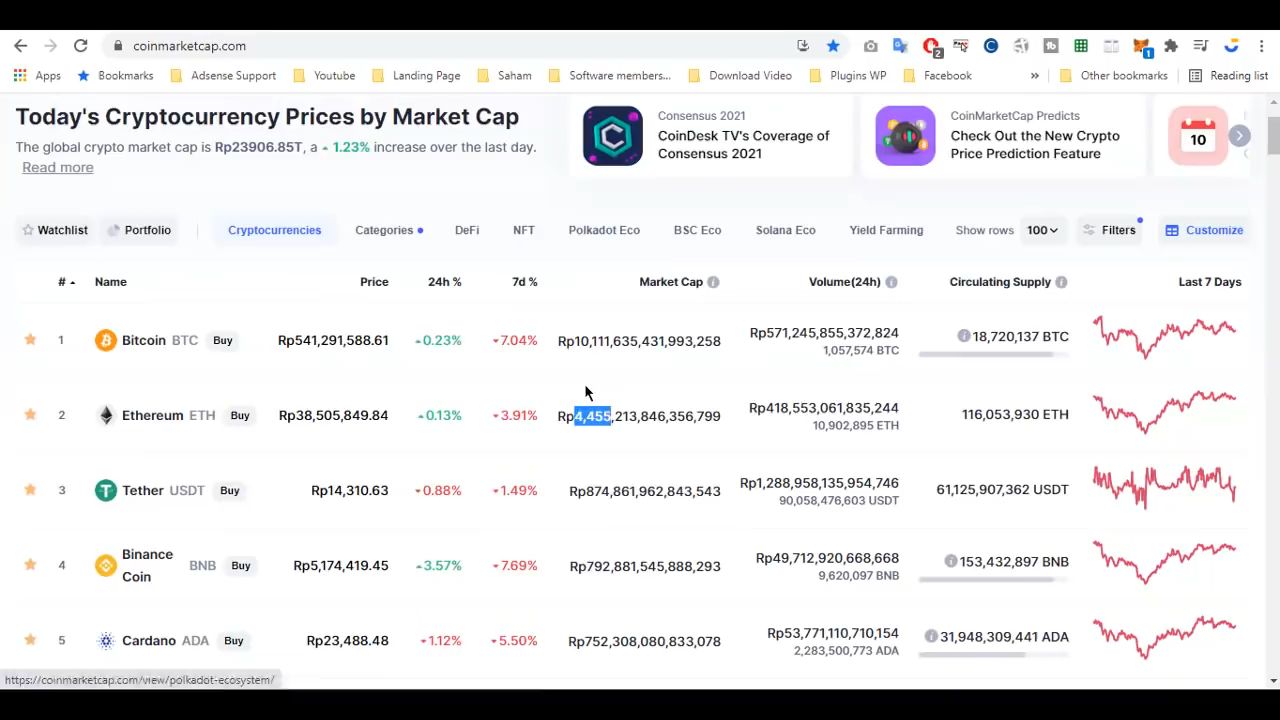 coinmarketcap.com
2
1
Apps Bookmarks Adsense Support Youtube Landing Page Saham Software members... Download Video Plugins WP Facebook » Other bookmarks Reading list
Today's Cryptocurrency Prices by Market Cap
The global crypto market cap is Rp23906.85T, a 1.23% increase over the last day.
Read more
Consensus 2021
CoinDesk TV's Coverage of
Consensus 2021
CoinMarketCap Predicts
Check Out the New Crypto
Price Prediction Feature
10
Watchlist Portfolio Cryptocurrencies Categories DeFi NFT Polkadot Eco BSC Eco Solana Eco Yield Farming Show rows 100 Filters Customize
# Name Price 24h % 7d % Market Cap Volume(24h) Circulating Supply Last 7 Days
1 Bitcoin BTC Buy Rp541,291,588.61 0.23% 7.04% Rp10,111,635,431,993,258 Rp571,245,855,372,824 18,720,137 BTC
1,057,574 BTC
2 Ethereum ETH Buy Rp38,505,849.84 0.13% 3.91% Rp4,455,213,846,356,799 Rp418,553,061,835,244 116,053,930 ETH
10,902,895 ETH
3 Tether USDT Buy Rp14,310.63 0.88% 1.49% Rp874,861,962,843,543 Rp1,288,958,135,954,746 61,125,907,362 USDT
90,058,476,603 USDT
4 Binance Coin BNB Buy Rp5,174,419.45 3.57% 7.69% Rp792,881,545,888,293 Rp49,712,920,668,668 153,432,897 BNB
9,620,097 BNB
5 Cardano ADA Buy Rp23,488.48 1.12% 5.50% Rp752,308,080,833,078 Rp53,771,110,710,154 31,948,309,441 ADA
2,283,500,773 ADA
https://coinmarketcap.com/view/polkadot-ecosystem/